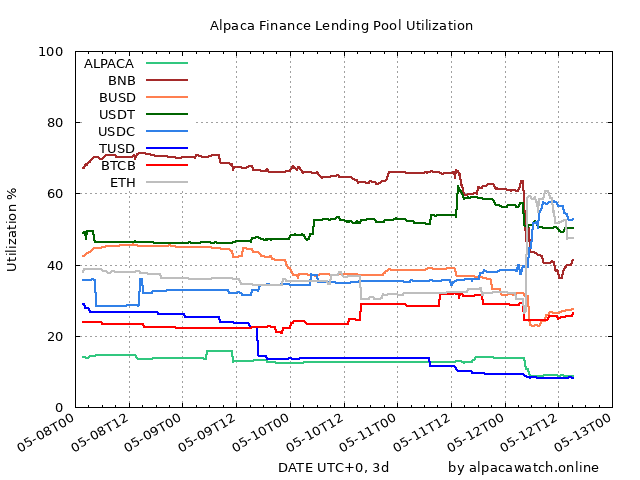 Alpaca Finance Lending Pool Utilization
Utilization %
100
80
60
40
20
0
ALPACA
BNB
BUSD
USDT
USDC
TUSD
BTCB
ETH
05-08T00
05-08T12
05-09T00
05-09T12
05-10T00
05-10T12
05-11T00
05-11T12
05-12T00
05-12T12
05-13T00
DATE UTC+0, 3d
by alpacawatch.online